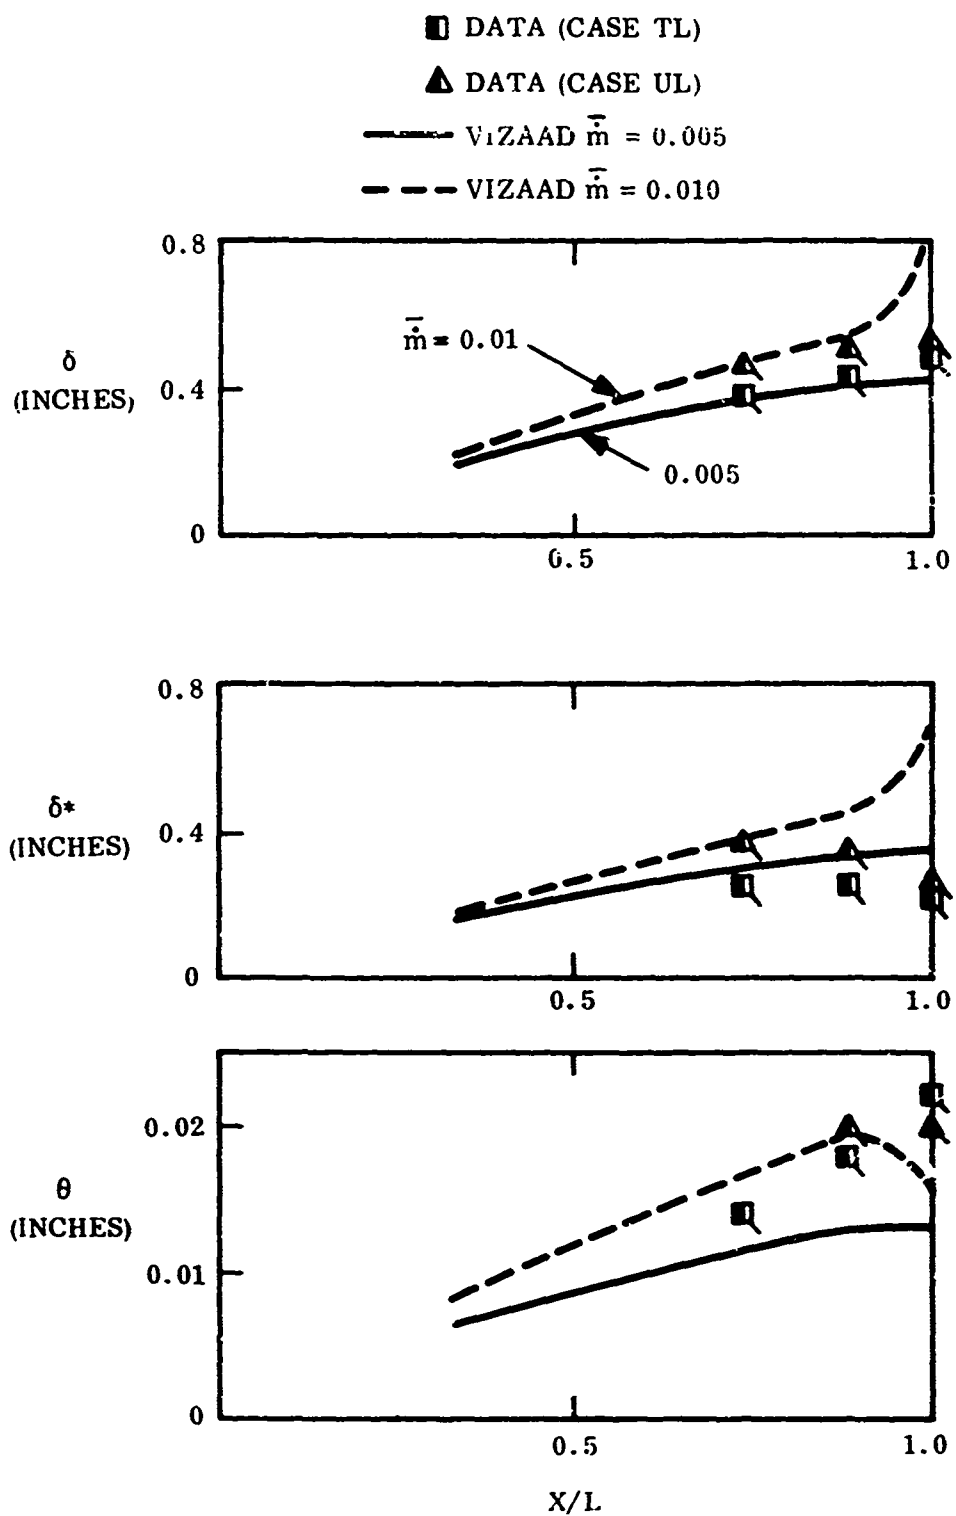 DATA (CASE TL)
DATA (CASE UL)
VIZAAD m̄̇ = 0.005
VIZAAD m̄̇ = 0.010
0.8
m̄̇ = 0.01
δ
(INCHES)
0.4
0.005
0
0.5
1.0
0.8
δ*
(INCHES)
0.4
0
0.5
1.0
0.02
θ
(INCHES)
0.01
0
0.5
1.0
X/L